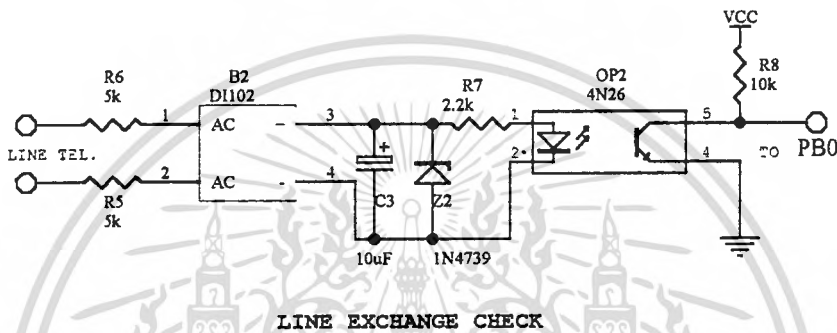 VCC
R6
5k
B2
DI102
R7
2.2k
OP2
4N26
R8
10k
1
AC
-
3
1
5
LINE TEL.
+
2
4
TO
PB0
2
AC
-
4
R5
5k
C3
Z2
10uF
1N4739
LINE EXCHANGE CHECK